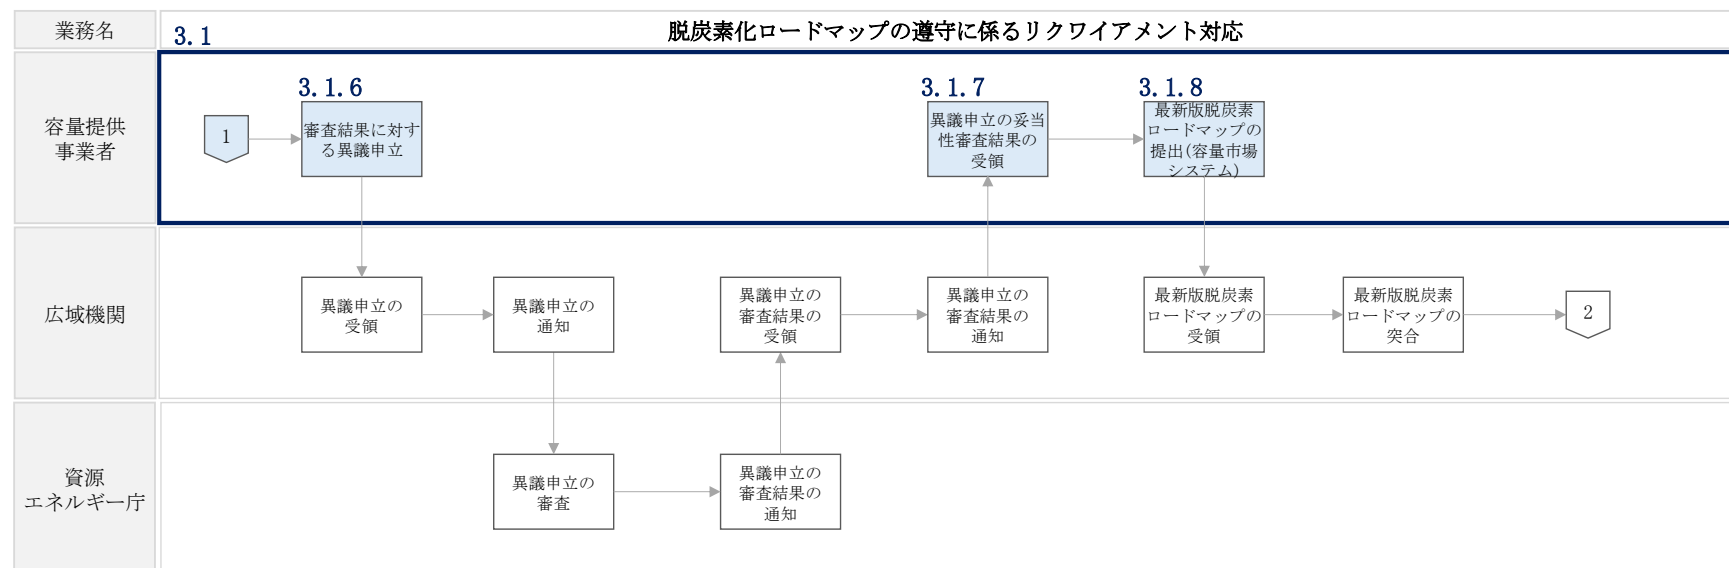 業務名
3.1
脱炭素化ロードマップの遵守に係るリクワイアメント対応
容量提供
事業者
1
3.1.6
審査結果に対す
る異議申立
3.1.7
異議申立の妥当
性審査結果の
受領
3.1.8
最新版脱炭素
ロードマップの
提出(容量市場
システム)
広域機関
異議申立の
受領
異議申立の
通知
異議申立の
審査結果の
受領
異議申立の
審査結果の
通知
最新版脱炭素
ロードマップの
受領
最新版脱炭素
ロードマップの
突合
2
資源
エネルギー庁
異議申立の
審査
異議申立の
審査結果の
通知